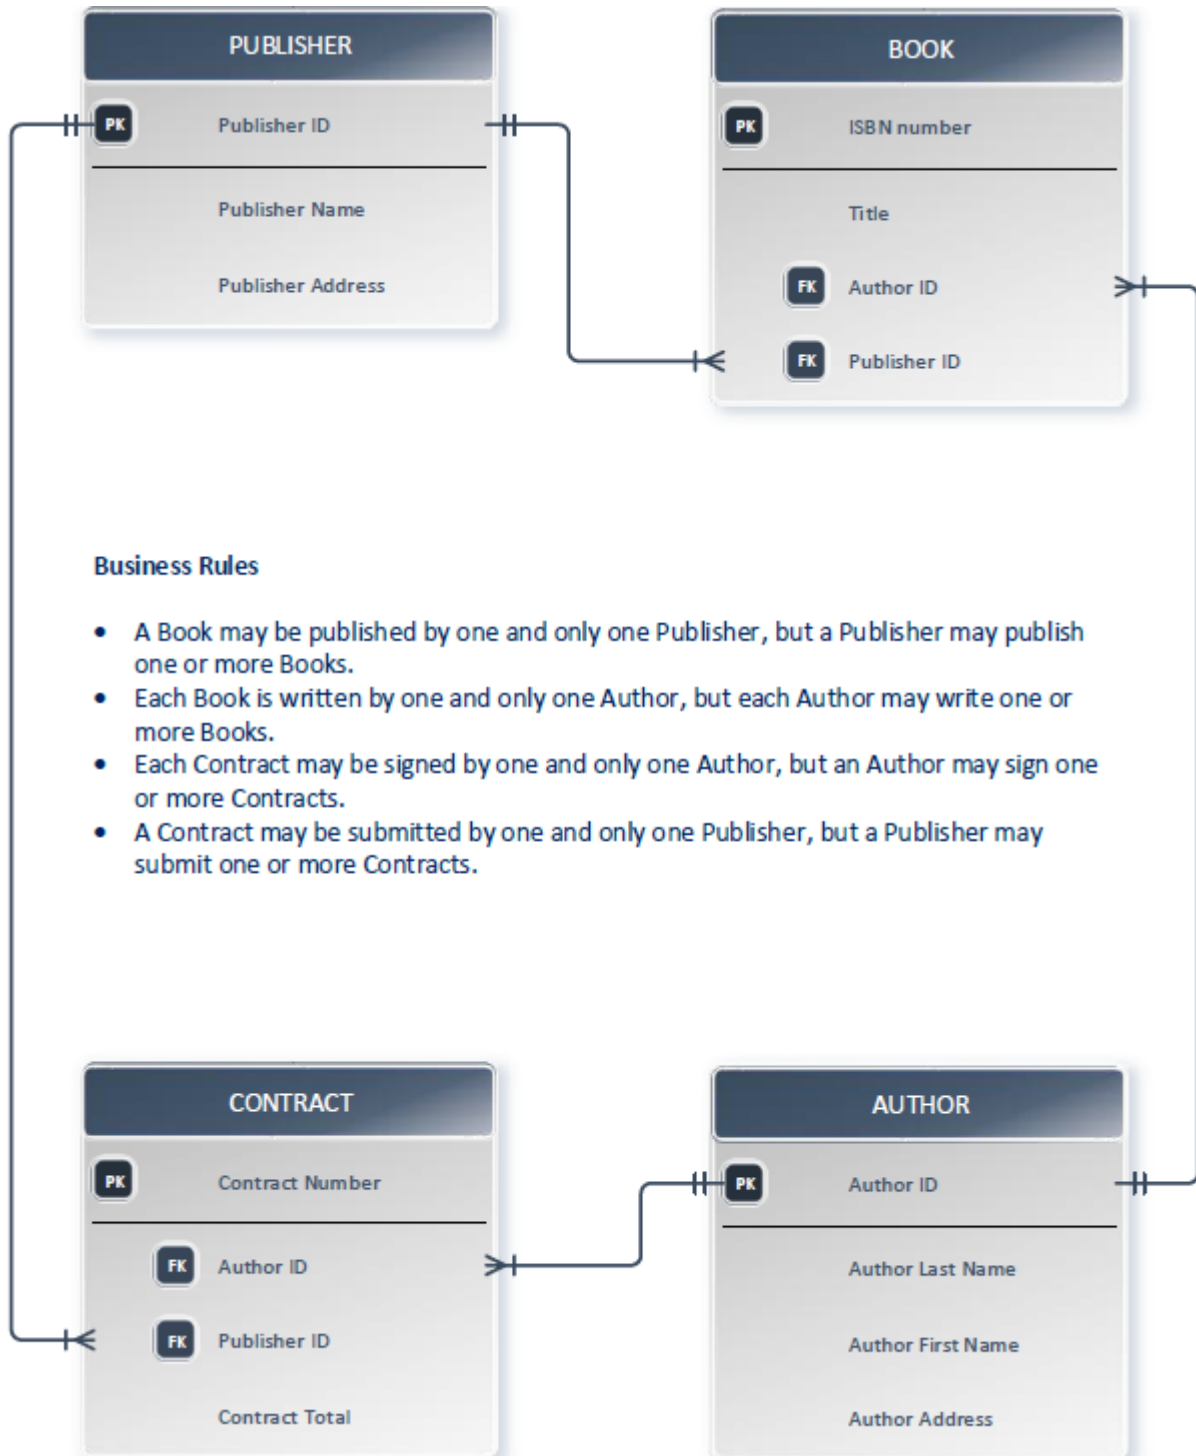 PUBLISHER
PK Publisher ID
Publisher Name
Publisher Address
BOOK
PK ISBN number
Title
FK Author ID
FK Publisher ID
Business Rules
• A Book may be published by one and only one Publisher, but a Publisher may publish
one or more Books.
• Each Book is written by one and only one Author, but each Author may write one or
more Books.
• Each Contract may be signed by one and only one Author, but an Author may sign one
or more Contracts.
• A Contract may be submitted by one and only one Publisher, but a Publisher may
submit one or more Contracts.
CONTRACT
PK Contract Number
FK Author ID
FK Publisher ID
Contract Total
AUTHOR
PK Author ID
Author Last Name
Author First Name
Author Address